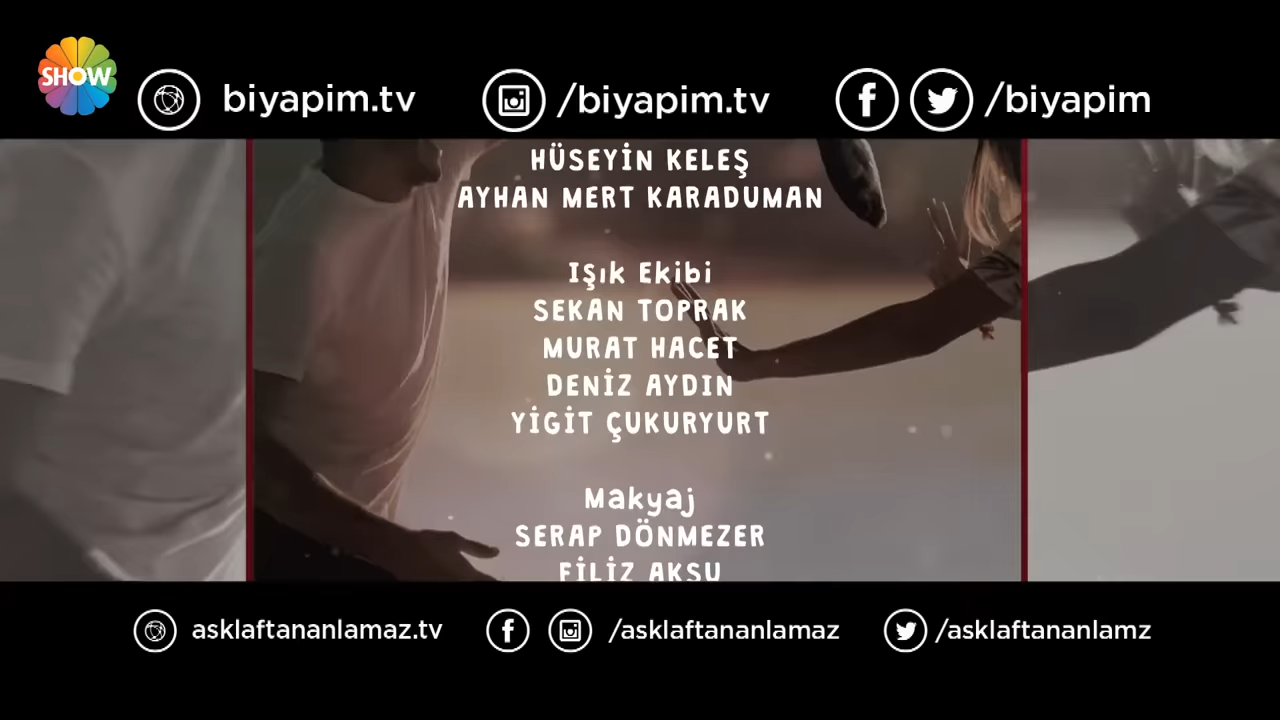 SHOW
biyapim.tv
/biyapim.tv
/biyapim
HÜSEYİN KELEŞ
AYHAN MERT KARADUMAN
Işık Ekibi
SEKAN TOPRAK
MURAT HACET
DENİZ AYDIN
YİGİT ÇUKURYURT
Makyaj
SERAP DÖNMEZER
FİLİZ AKSU
asklaftananlamaz.tv
/asklaftananlamaz
/asklaftananlamz